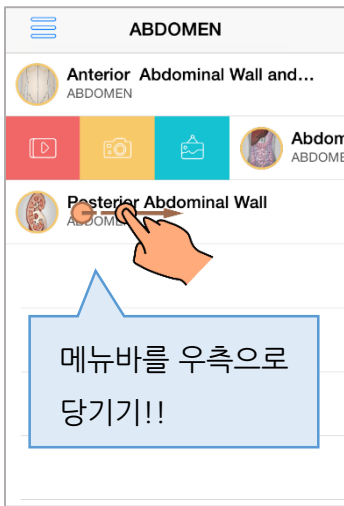 ABDOMEN
Anterior Abdominal Wall and...
ABDOMEN
Abdom
ABDOME
Posterior Abdominal Wall
ABDOMEN
메뉴바를 우측으로
당기기!!